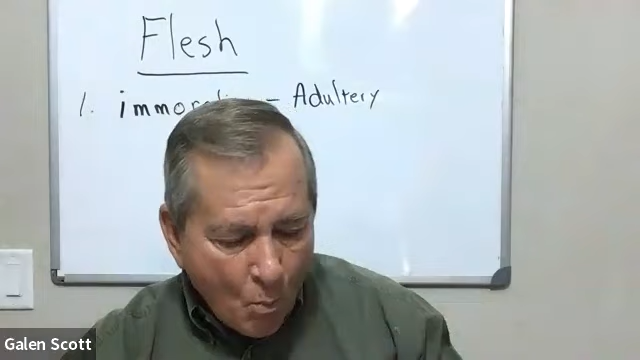 Flesh
1. – Adultery
Galen Scott